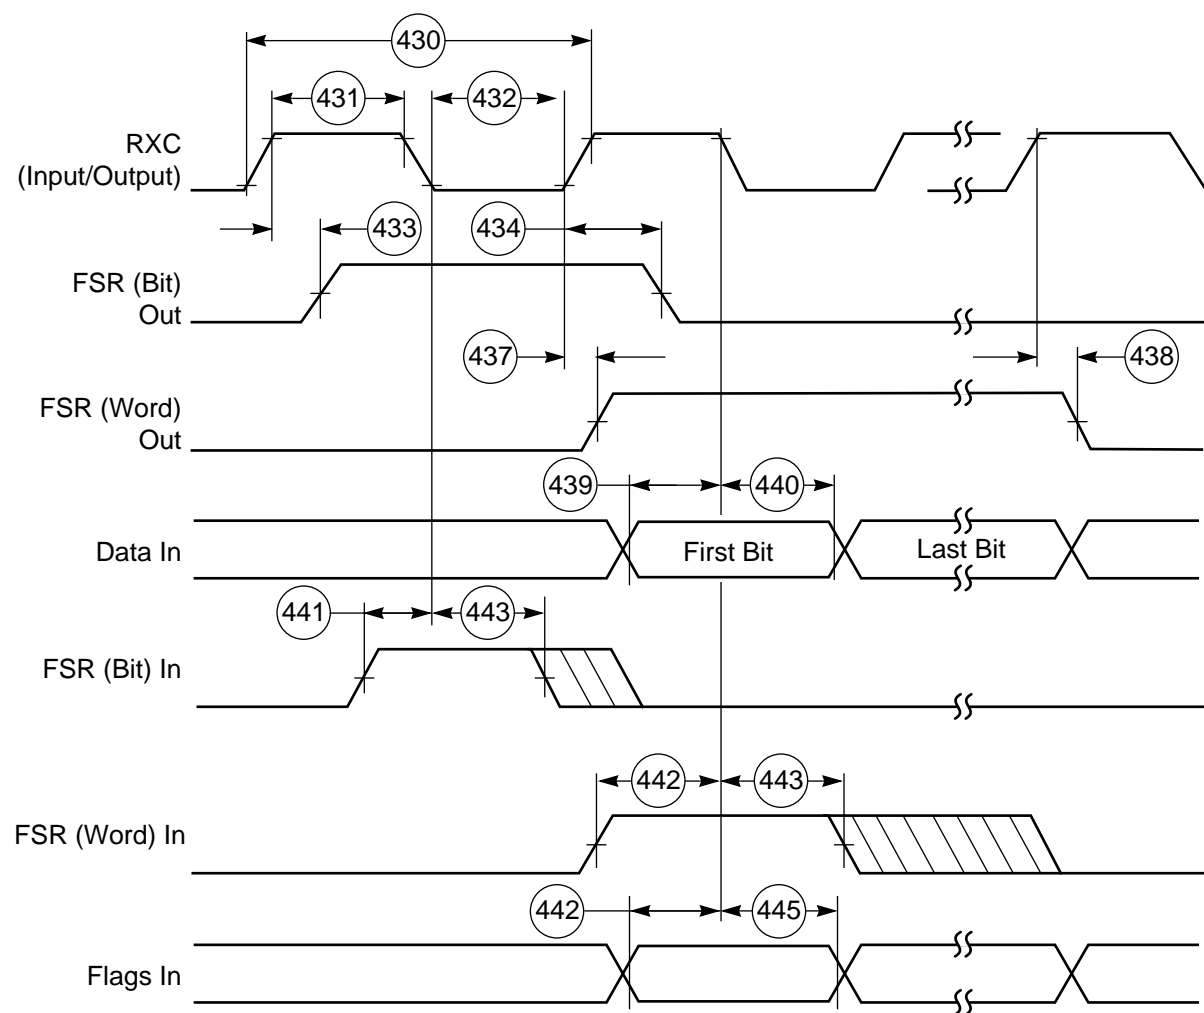 430
431
432
RXC
(Input/Output)
433
434
FSR (Bit)
Out
437
438
FSR (Word)
Out
439
440
Data In
First Bit
Last Bit
441
443
FSR (Bit) In
442
443
FSR (Word) In
442
445
Flags In